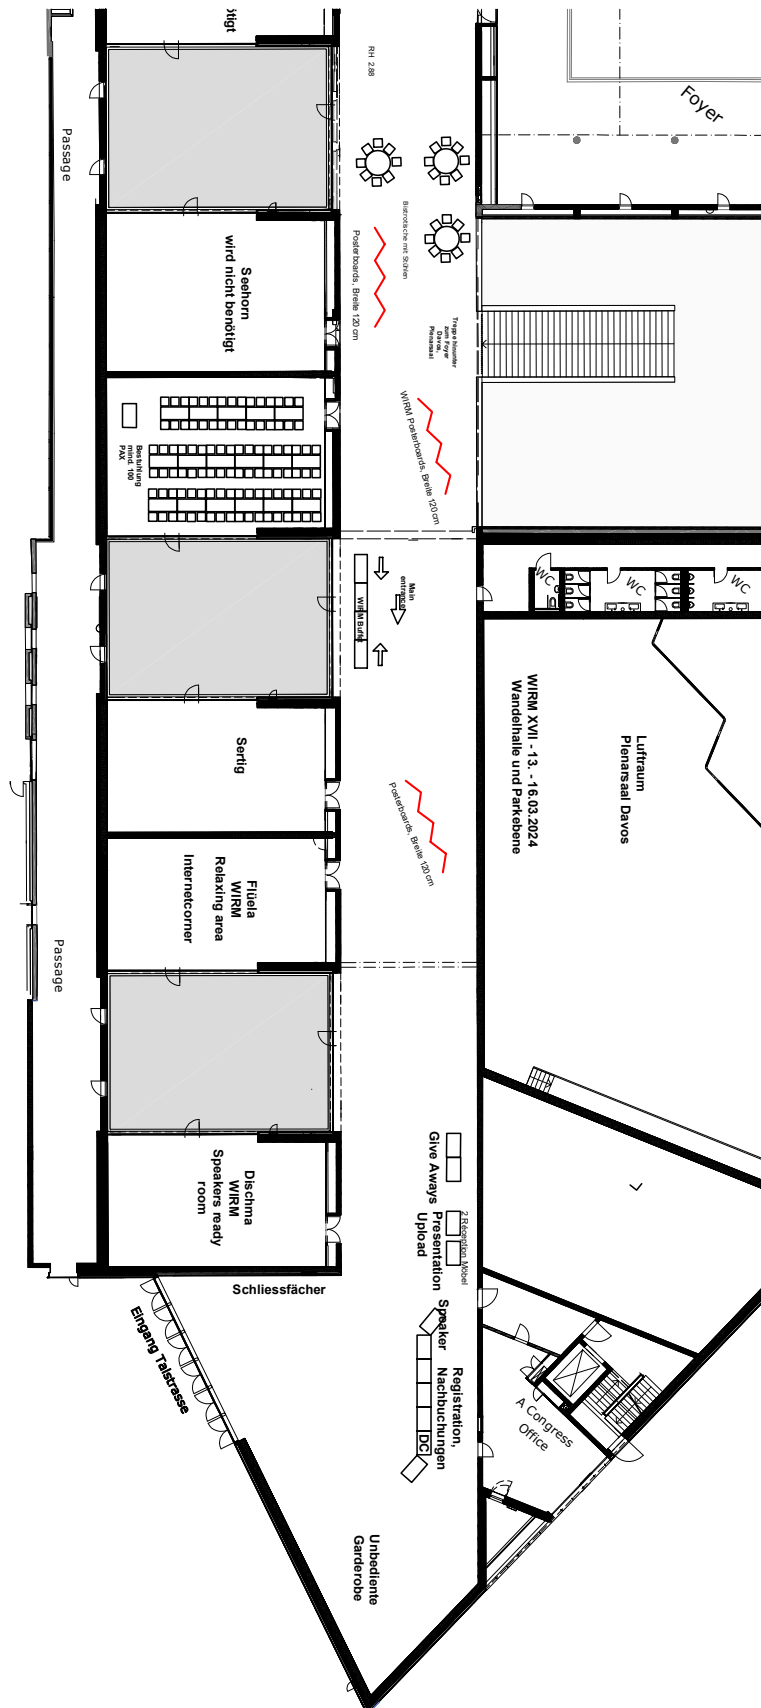 ötigt
RH 2.88
Foyer
Passage
Bistrotische mit Stühlen
Posterboards, Breite 120 cm
Seehorn
wird nicht benötigt
Treppe hinunter
zum Foyer
Davos,
Plenarsaal
WIRM Posterboards, Breite 120 cm
Bestuhlung
mind. 100
PAX
WC
WC
WC
Main
entrance
WIRM Buffet
WIRM XVII - 13. - 16.03.2024
Wandelhalle und Parkebene
Luftraum
Plenarsaal Davos
Sertig
Posterboards, Breite 120 cm
Flüela
WIRM
Relaxing area
Internetcorner
Passage
Give Aways
Dischma
WIRM
Speakers ready
room
2 Réception Möbel
Presentation
Upload
Schliessfächer
Eingang Talstrasse
Speaker
Registration,
Nachbuchungen
DC
A Congress
Office
Unbediente
Garderobe